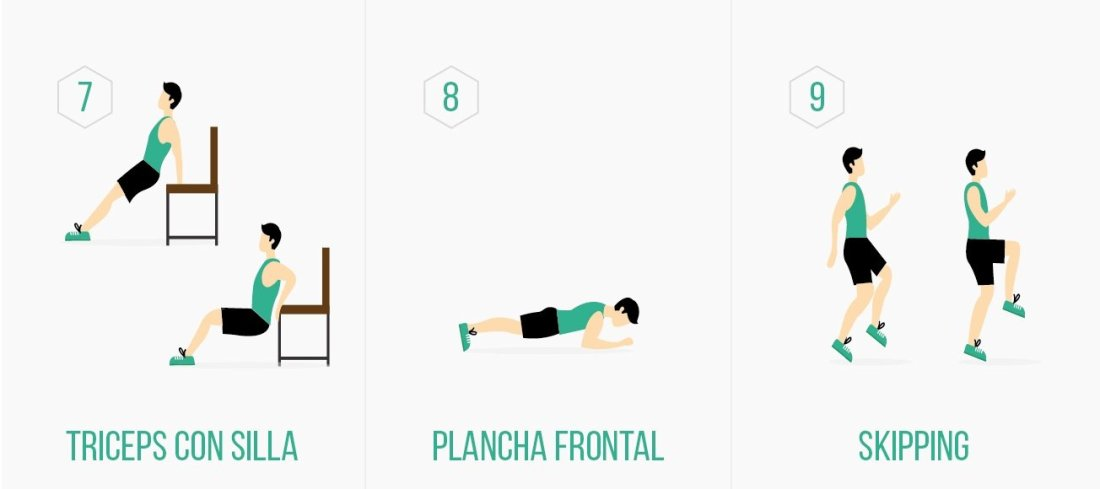 7
TRICEPS CON SILLA
8
PLANCHA FRONTAL
9
SKIPPING